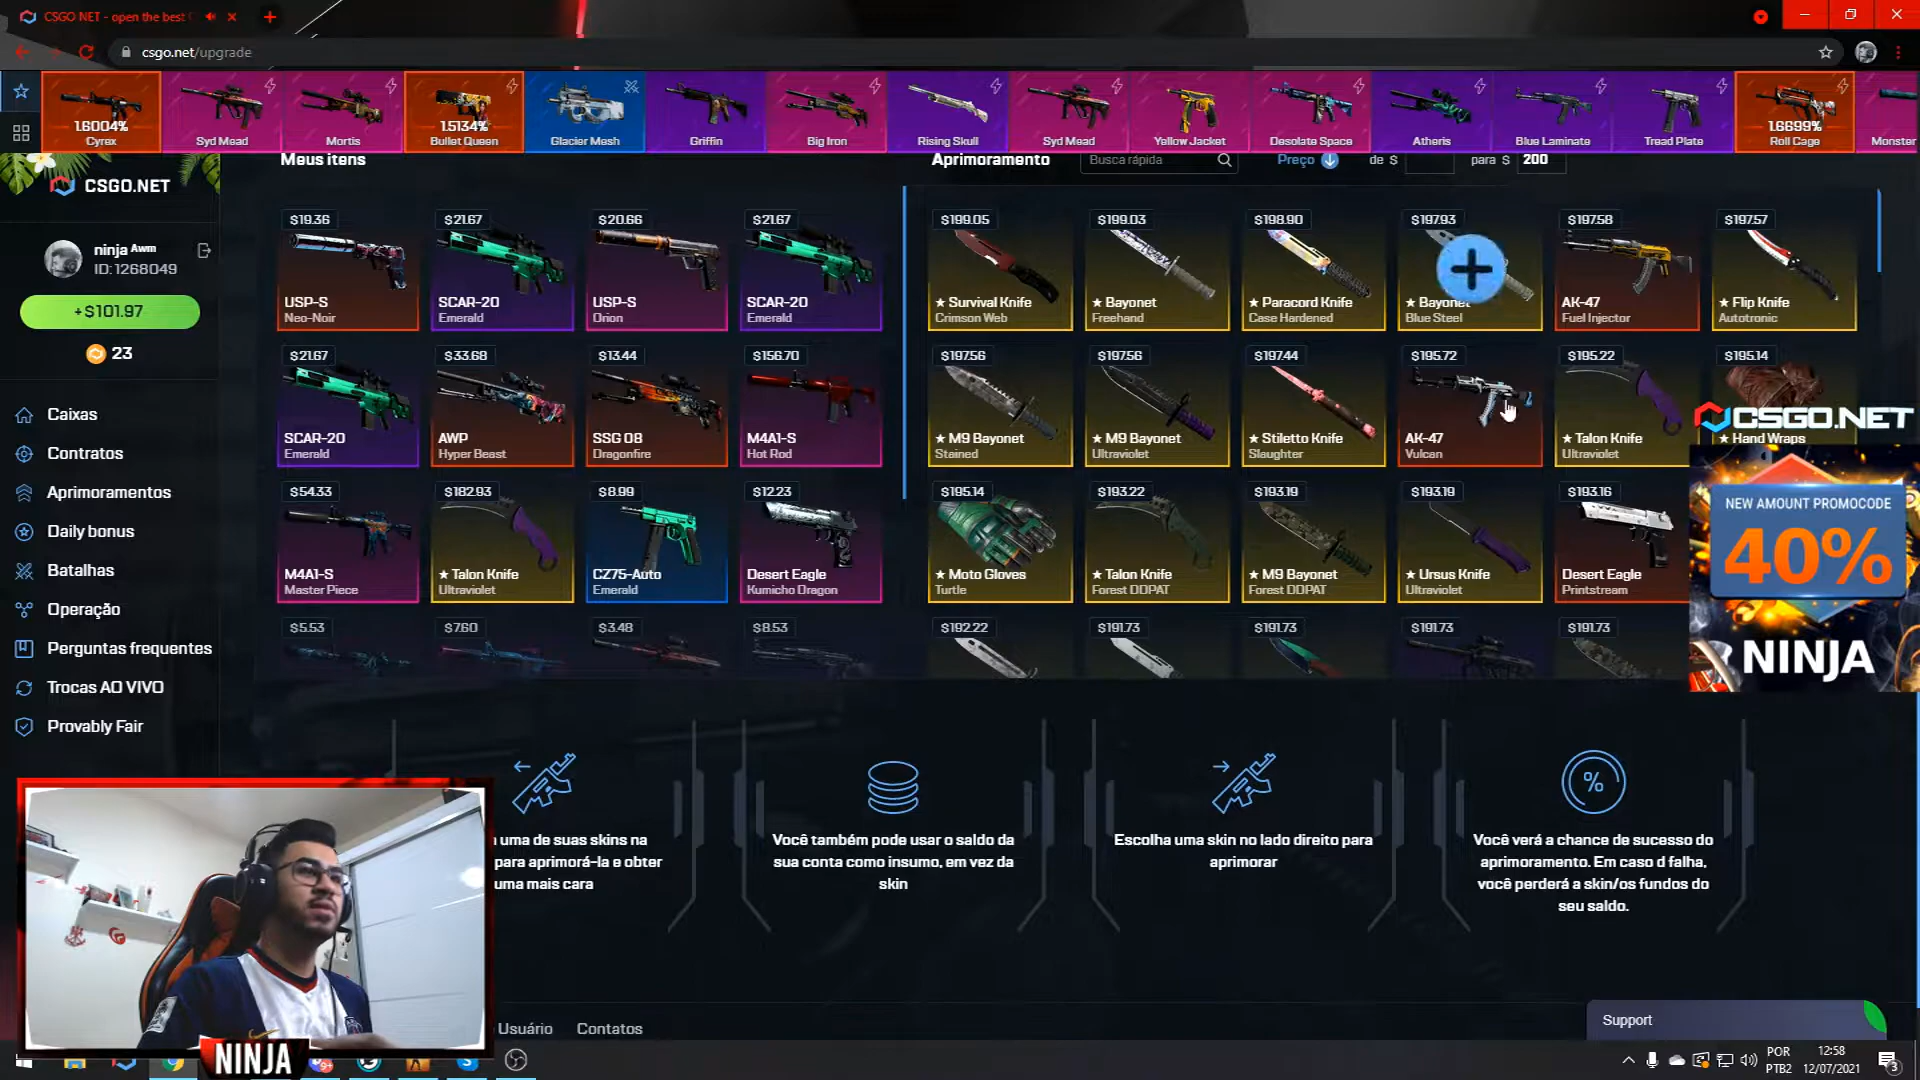 CSGO NET - open the best
csgo.net/upgrade
1.6004%
Cyrex
Syd Mead
Mortis
1.5134%
Bullet Queen
Glacier Mesh
Griffin
Big Iron
Rising Skull
Syd Mead
Yellow Jacket
Desolate Space
Atheris
Blue Laminate
Tread Plate
1.6699%
Roll Cage
Monster
CSGO.NET
ninja Awm
ID: 1268049
+$101.97
23
Caixas
Contratos
Aprimoramentos
Daily bonus
Batalhas
Operação
Perguntas frequentes
Trocas AO VIVO
Provably Fair
Meus itens
$19.36
USP-S
Neo-Noir
$21.67
SCAR-20
Emerald
$20.66
USP-S
Orion
$21.67
SCAR-20
Emerald
$21.67
SCAR-20
Emerald
$33.68
AWP
Hyper Beast
$13.44
SSG 08
Dragonfire
$156.70
M4A1-S
Hot Rod
$54.33
M4A1-S
Master Piece
$182.93
★ Talon Knife
Ultraviolet
$8.99
CZ75-Auto
Emerald
$12.23
Desert Eagle
Kumicho Dragon
$5.53
$7.60
$3.48
$8.53
Aprimoramento
Busca rápida
Preço
de $
para $
200
$199.05
★ Survival Knife
Crimson Web
$199.03
★ Bayonet
Freehand
$198.90
★ Paracord Knife
Case Hardened
$197.93
★ Bayonet
Blue Steel
$197.58
AK-47
Fuel Injector
$197.57
★ Flip Knife
Autotronic
$197.56
★ M9 Bayonet
Stained
$197.56
★ M9 Bayonet
Ultraviolet
$197.44
★ Stiletto Knife
Slaughter
$195.72
AK-47
Vulcan
$195.22
★ Talon Knife
Ultraviolet
$195.14
★ Hand Wraps
$195.14
★ Moto Gloves
Turtle
$193.22
★ Talon Knife
Forest DDPAT
$193.19
★ M9 Bayonet
Forest DDPAT
$193.19
★ Ursus Knife
Ultraviolet
$193.16
Desert Eagle
Printstream
$192.22
$191.73
$191.73
$191.73
$191.73
CSGO.NET
NEW AMOUNT PROMOCODE
40%
NINJA
uma de suas skins na
para aprimorá-la e obter
uma mais cara
Você também pode usar o saldo da
sua conta como insumo, em vez da
skin
Escolha uma skin no lado direito para
aprimorar
%
Você verá a chance de sucesso do
aprimoramento. Em caso d falha,
você perderá a skin/os fundos do
seu saldo.
Usuário
Contatos
Support
NINJA
9+
POR
PTB2
12:58
12/07/2021
3